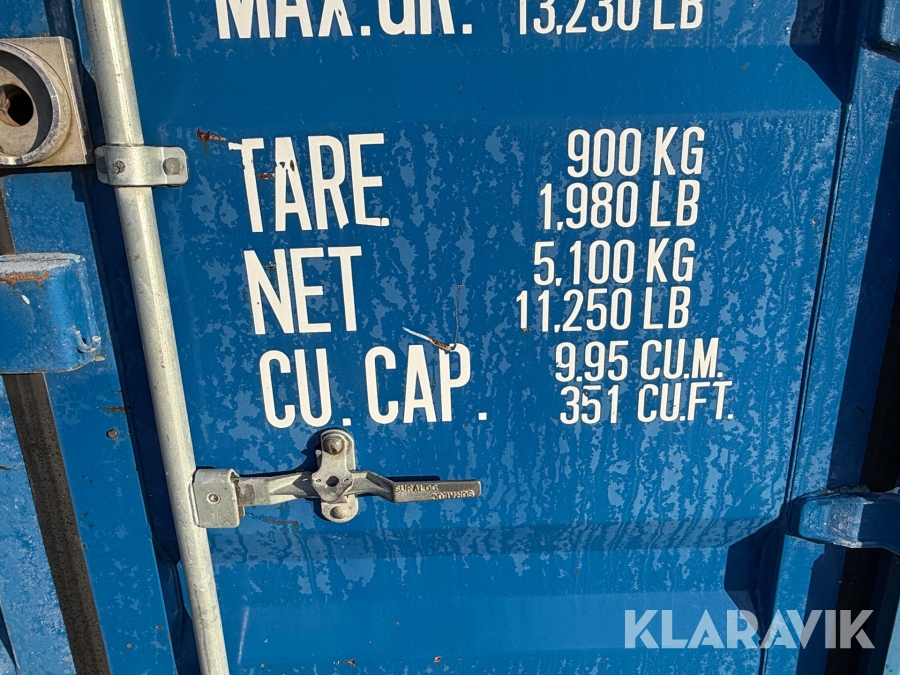 MAX.GR. 13,230 LB
TARE 900 KG
1,980 LB
NET 5,100 KG
11,250 LB
CU.CAP. 9.95 CU.M.
351 CU.FT.
KLARAVIK